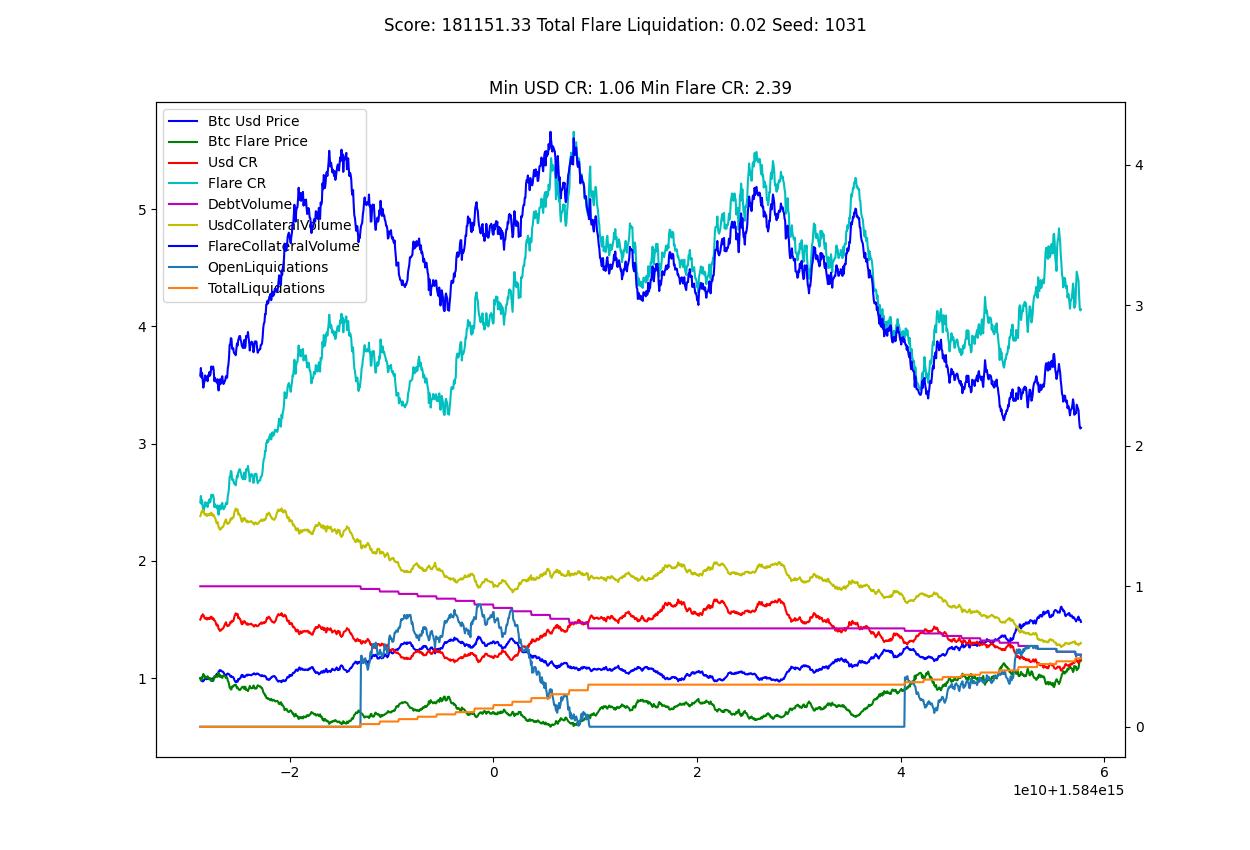 Score: 181151.33 Total Flare Liquidation: 0.02 Seed: 1031
Min USD CR: 1.06 Min Flare CR: 2.39
Btc Usd Price
Btc Flare Price
Usd CR
Flare CR
DebtVolume
UsdCollateralVolume
FlareCollateralVolume
OpenLiquidations
TotalLiquidations
5
4
3
2
1
4
3
2
1
0
−2
0
2
4
6
1e10+1.584e15